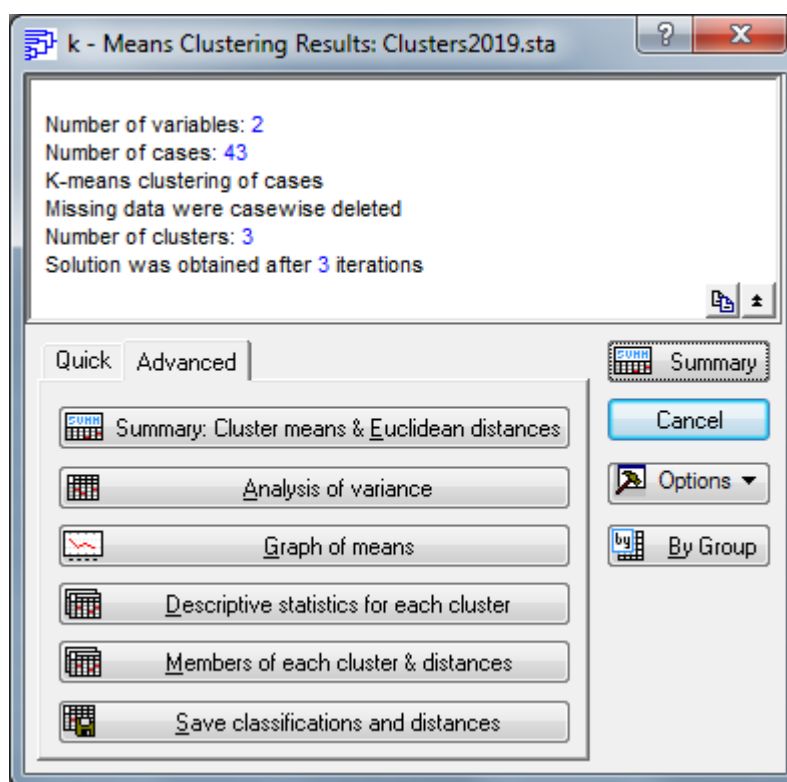 k - Means Clustering Results: Clusters2019.sta
?
X
Number of variables: 2
Number of cases: 43
K-means clustering of cases
Missing data were casewise deleted
Number of clusters: 3
Solution was obtained after 3 iterations
Quick
Advanced
SUMM
Summary
SUMM
Summary: Cluster means & Euclidean distances
Cancel
Analysis of variance
Options
Graph of means
by
By Group
Descriptive statistics for each cluster
Members of each cluster & distances
Save classifications and distances